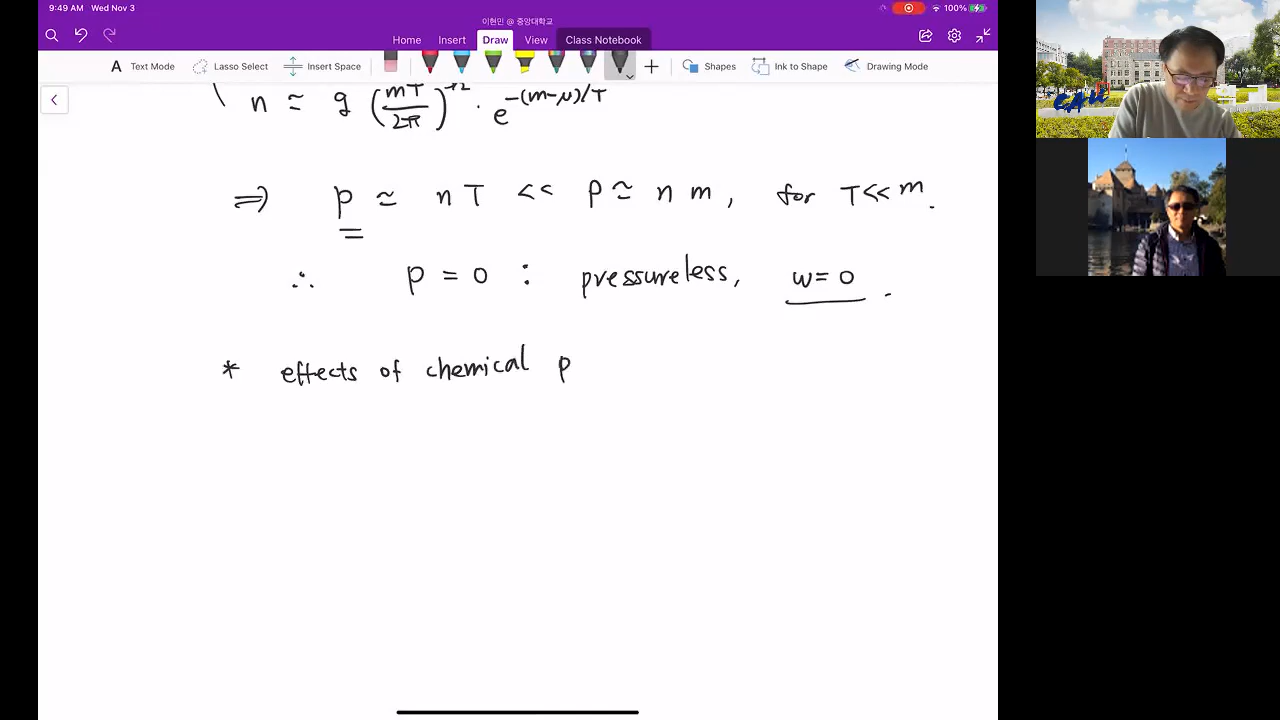 9:49 AM Wed Nov 3
100%
이현민 @ 중앙대학교
Home Insert Draw View Class Notebook
A Text Mode Lasso Select Insert Space Shapes Ink to Shape Drawing Mode
n ≃ g (mT/2π)^3/2 · e^-(m-μ)/T
⇒ p ≃ nT << ρ ≃ n m, for T<<m.
∴ p = 0 : pressureless, w=0.
* effects of chemical p
CAU